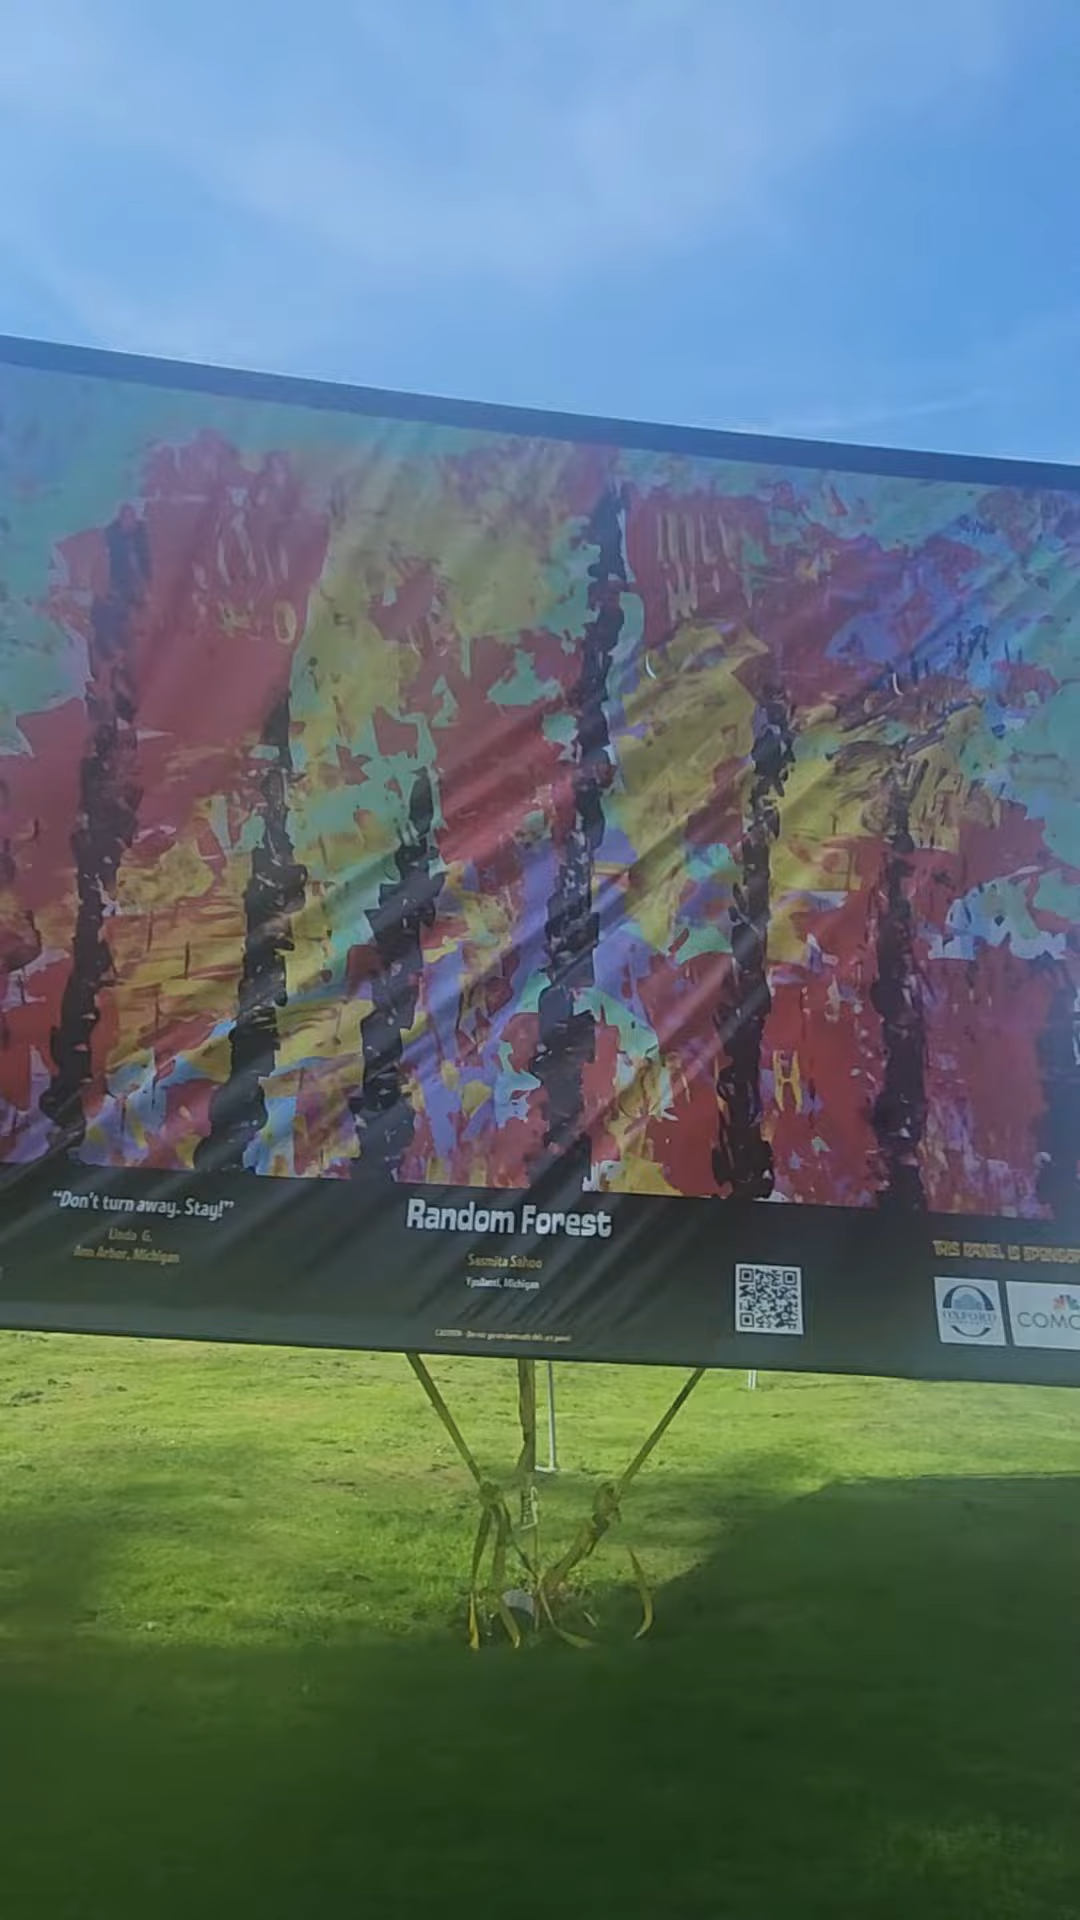 "Don't turn away. Stay!"
Linda G.
Ann Arbor, Michigan
Random Forest
Susmita Sahoo
Ypsilanti, Michigan
THIS PANEL IS SPONSOR
OXFORD
COMC